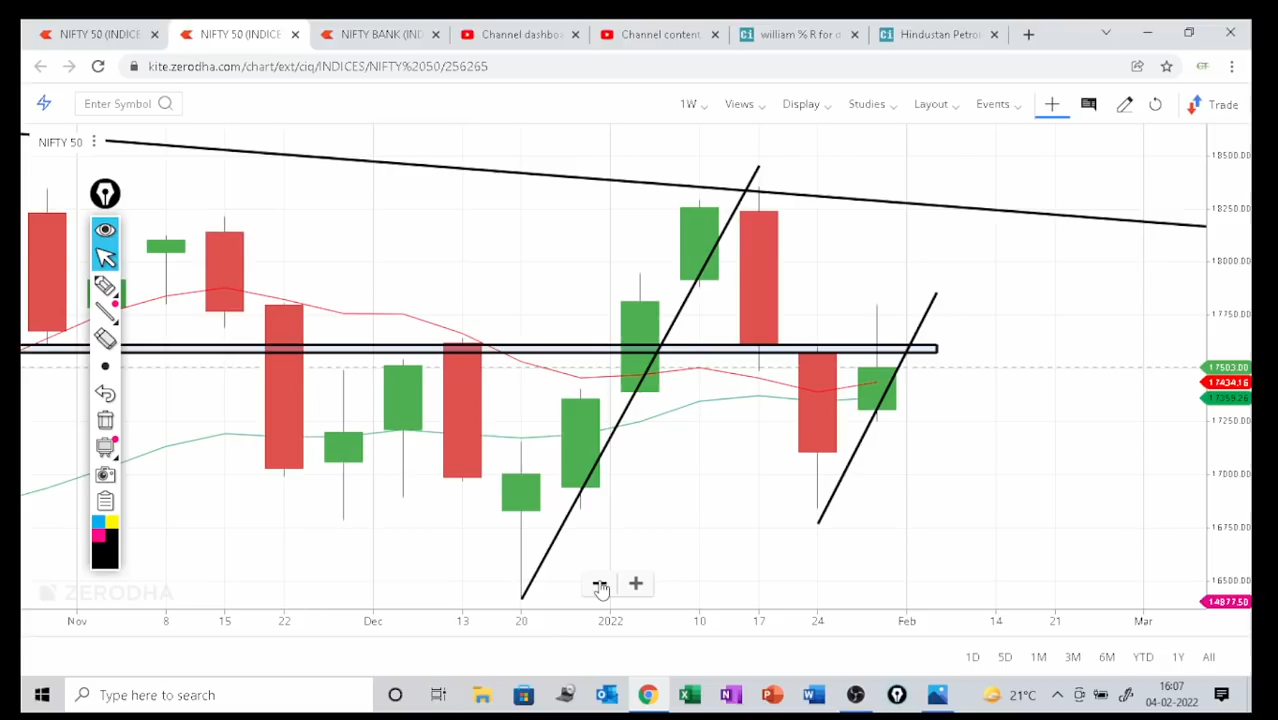 NIFTY 50 (INDICE
NIFTY 50 (INDICE
NIFTY BANK (IND
Channel dashbo
Channel content
william % R for d
Hindustan Petro
kite.zerodha.com/chart/ext/ciq/INDICES/NIFTY%2050/256265
Enter Symbol
1W
Views
Display
Studies
Layout
Events
Trade
NIFTY 50
18500.00
18250.00
18000.00
17750.00
17503.00
17434.16
17359.26
17250.00
17000.00
16750.00
16500.00
14877.50
ZERODHA
Nov
8
15
22
Dec
13
20
2022
10
17
24
Feb
14
21
Mar
1D
5D
1M
3M
6M
YTD
1Y
All
Type here to search
21°C
16:07
04-02-2022